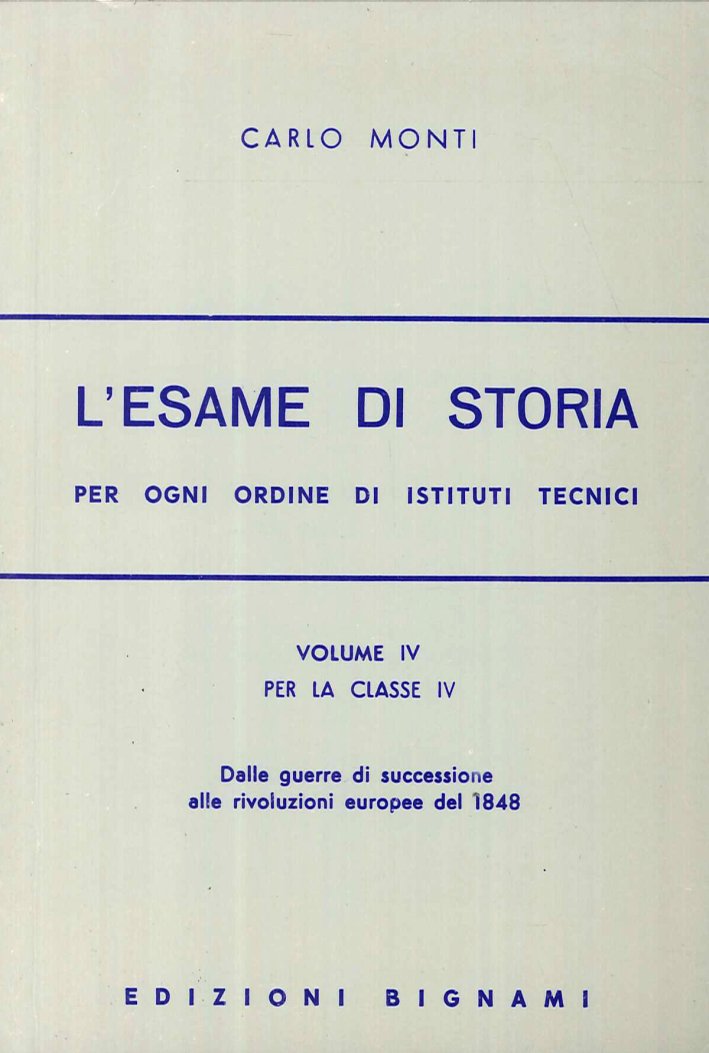 CARLO MONTI
L'ESAME DI STORIA
PER OGNI ORDINE DI ISTITUTI TECNICI
VOLUME IV
PER LA CLASSE IV
Dalle guerre di successione
alle rivoluzioni europee del 1848
EDIZIONI BIGNAMI